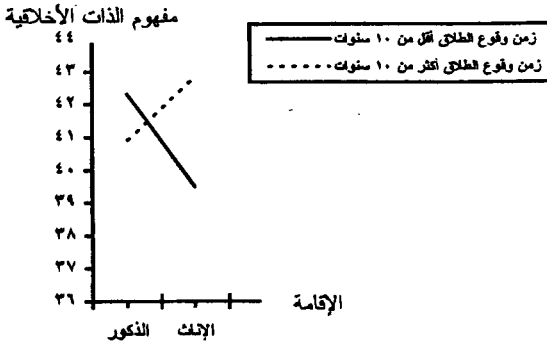 مفهوم الذات الأخلاقية
زمن وقوع الطلاق أقل من ١٠ سنوات
زمن وقوع الطلاق أكثر من ١٠ سنوات
٤٤
٤٣
٤٢
٤١
٤٠
٣٩
٣٨
٣٧
٣٦
الإقامة
الذكور
الإناث